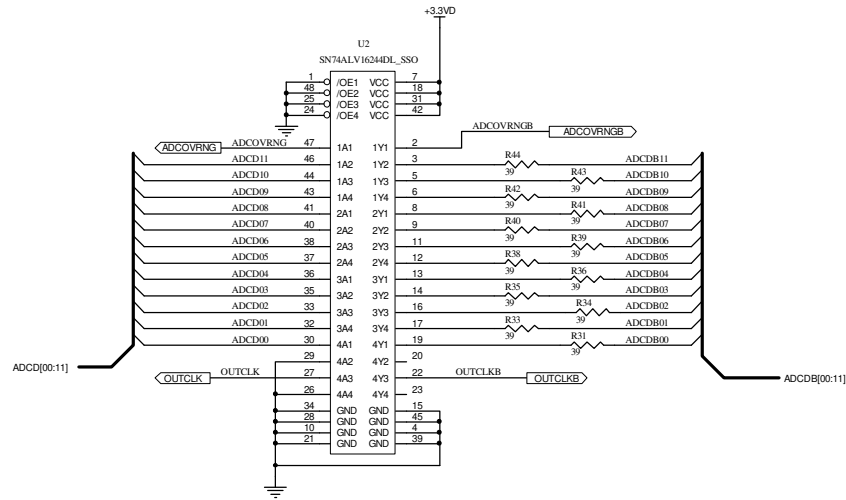 +3.3VD
U2
SN74ALV16244DL_SSO
1 /OE1 VCC 7
48 /OE2 VCC 18
25 /OE3 VCC 31
24 /OE4 VCC 42
ADCOVRNG ADCOVRNG 47 1A1 1Y1 2 ADCOVRNGB ADCOVRNGB
ADCD11 46 1A2 1Y2 3 R44 39 ADCDB11
ADCD10 44 1A3 1Y3 5 R43 39 ADCDB10
ADCD09 43 1A4 1Y4 6 R42 39 ADCDB09
ADCD08 41 2A1 2Y1 8 R41 39 ADCDB08
ADCD07 40 2A2 2Y2 9 R40 39 ADCDB07
ADCD06 38 2A3 2Y3 11 R39 39 ADCDB06
ADCD05 37 2A4 2Y4 12 R38 39 ADCDB05
ADCD04 36 3A1 3Y1 13 R36 39 ADCDB04
ADCD03 35 3A2 3Y2 14 R35 39 ADCDB03
ADCD02 33 3A3 3Y3 16 R34 39 ADCDB02
ADCD01 32 3A4 3Y4 17 R33 39 ADCDB01
ADCD00 30 4A1 4Y1 19 R31 39 ADCDB00
29 4A2 4Y2 20
ADCD[00:11]
OUTCLK OUTCLK 27 4A3 4Y3 22 OUTCLKB OUTCLKB
ADCDB[00:11]
26 4A4 4Y4 23
34 GND GND 15
28 GND GND 45
10 GND GND 4
21 GND GND 39